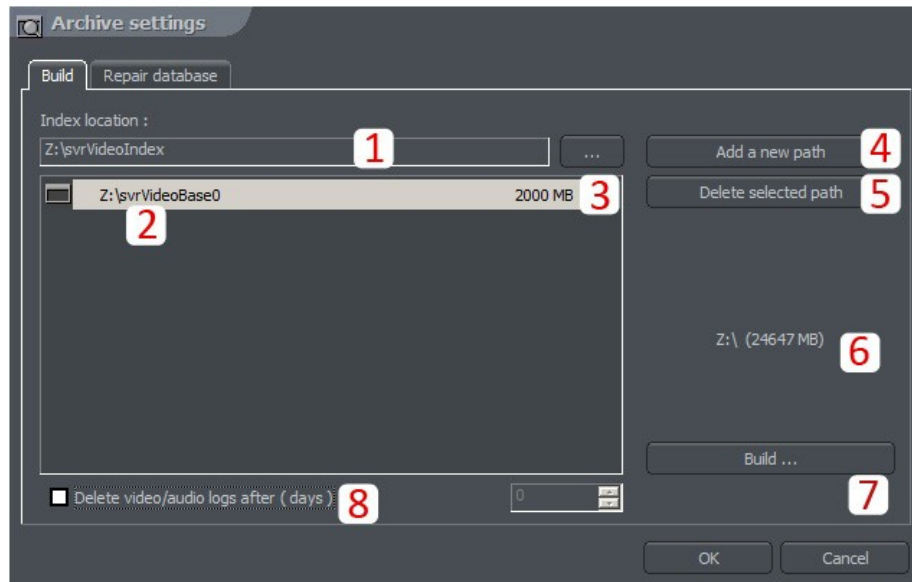 Archive settings
Build Repair database
Index location :
Z:\svrVideoIndex 1 ... Add a new path 4
Z:\svrVideoBase0 2000 MB 3 Delete selected path 5
2
Z:\ (24647 MB) 6
Build ...
7
Delete video/audio logs after ( days ) 8 0
OK Cancel